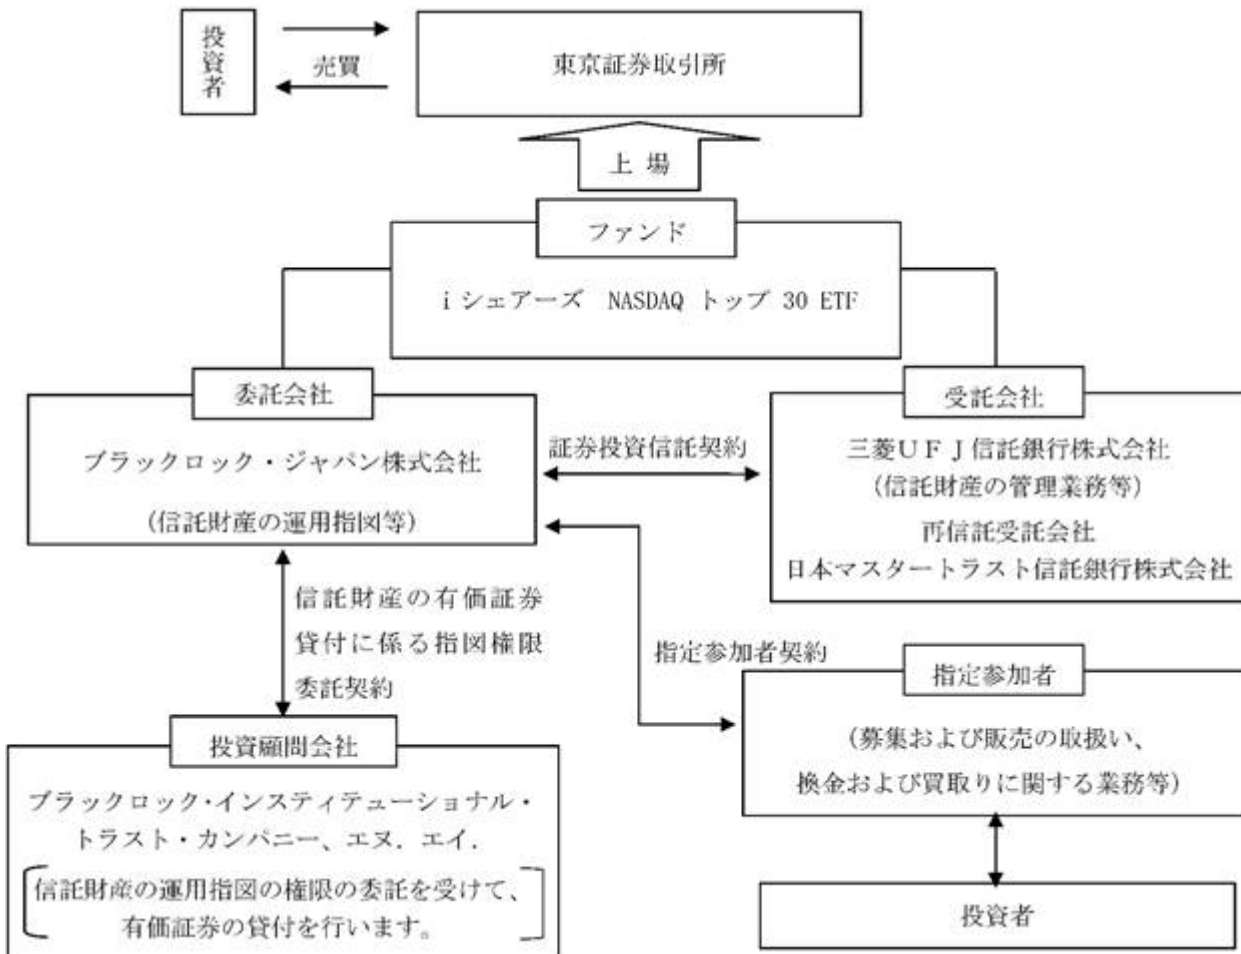 投資者
売買
東京証券取引所
上 場
ファンド
i シェアーズ NASDAQ トップ 30 ETF
委託会社
ブラックロック・ジャパン株式会社
(信託財産の運用指図等)
証券投資信託契約
受託会社
三菱UFJ信託銀行株式会社
(信託財産の管理業務等)
再信託受託会社
日本マスタートラスト信託銀行株式会社
信託財産の有価証券
貸付に係る指図権限
委託契約
指定参加者契約
指定参加者
(募集および販売の取扱い、
換金および買取りに関する業務等)
投資顧問会社
ブラックロック・インスティテューショナル・
トラスト・カンパニー、エヌ.エイ.
信託財産の運用指図の権限の委託を受けて、
有価証券の貸付を行います。
投資者